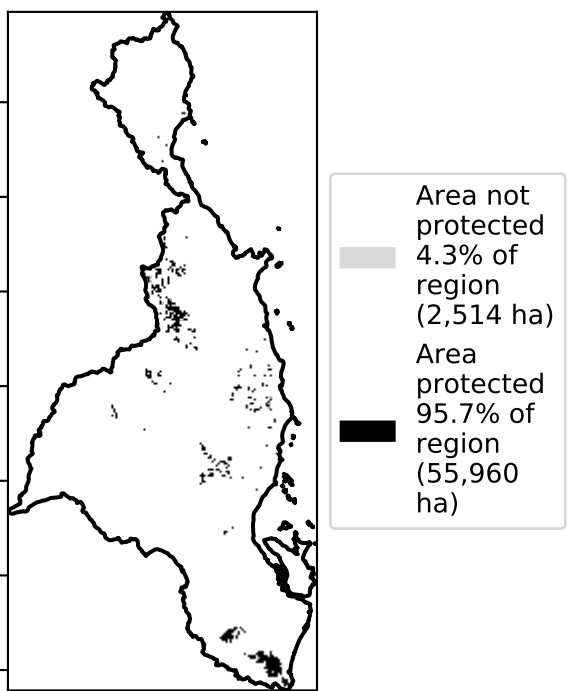 Area not
protected
4.3% of
region
(2,514 ha)
Area
protected
95.7% of
region
(55,960
ha)